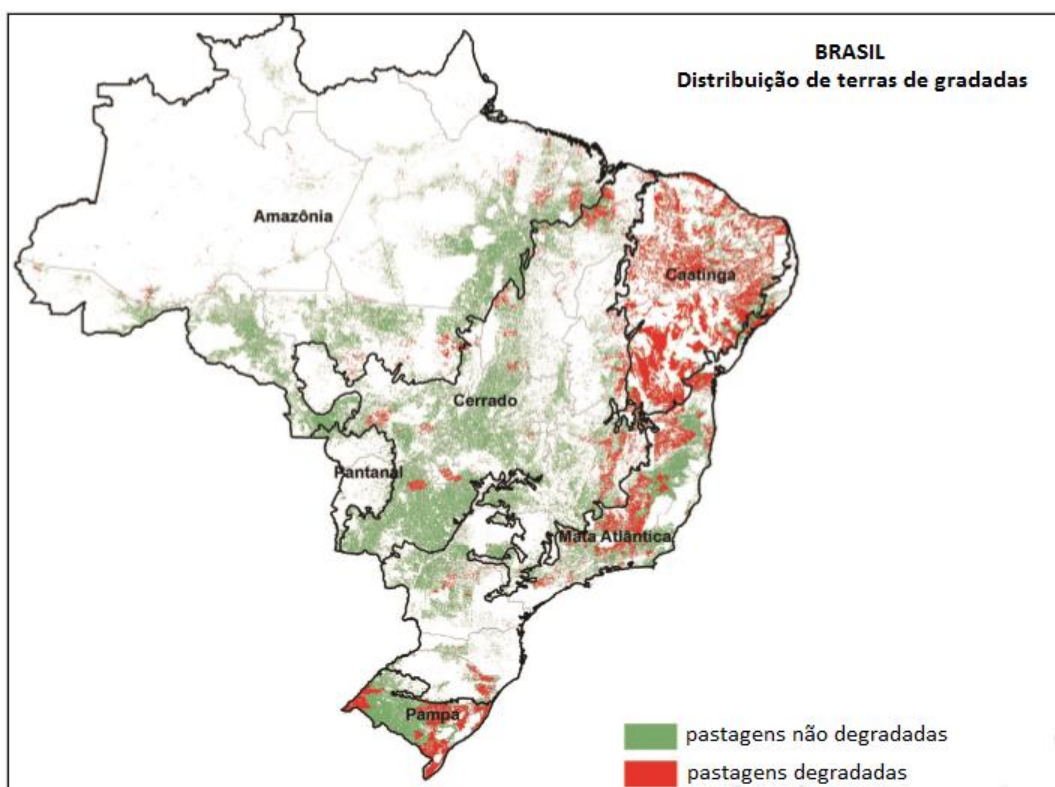 BRASIL
Distribuição de terras de gradadas
Amazônia
Caatinga
Cerrado
Pantanal
Mata Atlântica
Pampa
pastagens não degradadas
pastagens degradadas